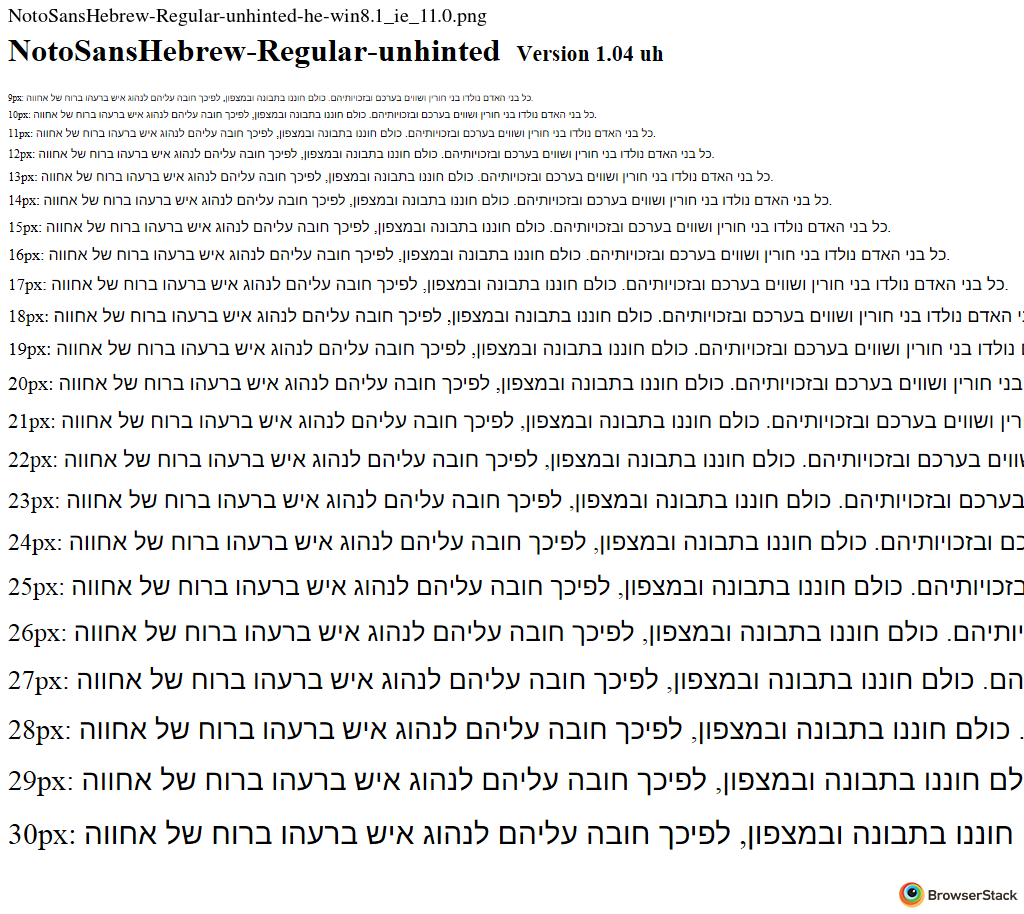 NotoSansHebrew-Regular-unhinted-he-win8.1_ie_11.0.png
NotoSansHebrew-Regular-unhinted Version 1.04 uh
9px: כל בני האדם נולדו בני חורין ושווים בערכם ובזכויותיהם. כולם חוננו בתבונה ובמצפון, לפיכך חובה עליהם לנהוג איש ברעהו ברוח של אחווה.
10px: כל בני האדם נולדו בני חורין ושווים בערכם ובזכויותיהם. כולם חוננו בתבונה ובמצפון, לפיכך חובה עליהם לנהוג איש ברעהו ברוח של אחווה.
11px: כל בני האדם נולדו בני חורין ושווים בערכם ובזכויותיהם. כולם חוננו בתבונה ובמצפון, לפיכך חובה עליהם לנהוג איש ברעהו ברוח של אחווה.
12px: כל בני האדם נולדו בני חורין ושווים בערכם ובזכויותיהם. כולם חוננו בתבונה ובמצפון, לפיכך חובה עליהם לנהוג איש ברעהו ברוח של אחווה.
13px: כל בני האדם נולדו בני חורין ושווים בערכם ובזכויותיהם. כולם חוננו בתבונה ובמצפון, לפיכך חובה עליהם לנהוג איש ברעהו ברוח של אחווה.
14px: כל בני האדם נולדו בני חורין ושווים בערכם ובזכויותיהם. כולם חוננו בתבונה ובמצפון, לפיכך חובה עליהם לנהוג איש ברעהו ברוח של אחווה.
15px: כל בני האדם נולדו בני חורין ושווים בערכם ובזכויותיהם. כולם חוננו בתבונה ובמצפון, לפיכך חובה עליהם לנהוג איש ברעהו ברוח של אחווה.
16px: כל בני האדם נולדו בני חורין ושווים בערכם ובזכויותיהם. כולם חוננו בתבונה ובמצפון, לפיכך חובה עליהם לנהוג איש ברעהו ברוח של אחווה.
17px: כל בני האדם נולדו בני חורין ושווים בערכם ובזכויותיהם. כולם חוננו בתבונה ובמצפון, לפיכך חובה עליהם לנהוג איש ברעהו ברוח של אחווה.
18px: האדם נולדו בני חורין ושווים בערכם ובזכויותיהם. כולם חוננו בתבונה ובמצפון, לפיכך חובה עליהם לנהוג איש ברעהו ברוח של אחווה
19px: נולדו בני חורין ושווים בערכם ובזכויותיהם. כולם חוננו בתבונה ובמצפון, לפיכך חובה עליהם לנהוג איש ברעהו ברוח של אחווה
20px: בני חורין ושווים בערכם ובזכויותיהם. כולם חוננו בתבונה ובמצפון, לפיכך חובה עליהם לנהוג איש ברעהו ברוח של אחווה
21px: רין ושווים בערכם ובזכויותיהם. כולם חוננו בתבונה ובמצפון, לפיכך חובה עליהם לנהוג איש ברעהו ברוח של אחווה
22px: שווים בערכם ובזכויותיהם. כולם חוננו בתבונה ובמצפון, לפיכך חובה עליהם לנהוג איש ברעהו ברוח של אחווה
23px: בערכם ובזכויותיהם. כולם חוננו בתבונה ובמצפון, לפיכך חובה עליהם לנהוג איש ברעהו ברוח של אחווה
24px: כם ובזכויותיהם. כולם חוננו בתבונה ובמצפון, לפיכך חובה עליהם לנהוג איש ברעהו ברוח של אחווה
25px: בזכויותיהם. כולם חוננו בתבונה ובמצפון, לפיכך חובה עליהם לנהוג איש ברעהו ברוח של אחווה
26px: יותיהם. כולם חוננו בתבונה ובמצפון, לפיכך חובה עליהם לנהוג איש ברעהו ברוח של אחווה
27px: הם. כולם חוננו בתבונה ובמצפון, לפיכך חובה עליהם לנהוג איש ברעהו ברוח של אחווה
28px: . כולם חוננו בתבונה ובמצפון, לפיכך חובה עליהם לנהוג איש ברעהו ברוח של אחווה
29px: לם חוננו בתבונה ובמצפון, לפיכך חובה עליהם לנהוג איש ברעהו ברוח של אחווה
30px: חוננו בתבונה ובמצפון, לפיכך חובה עליהם לנהוג איש ברעהו ברוח של אחווה
BrowserStack